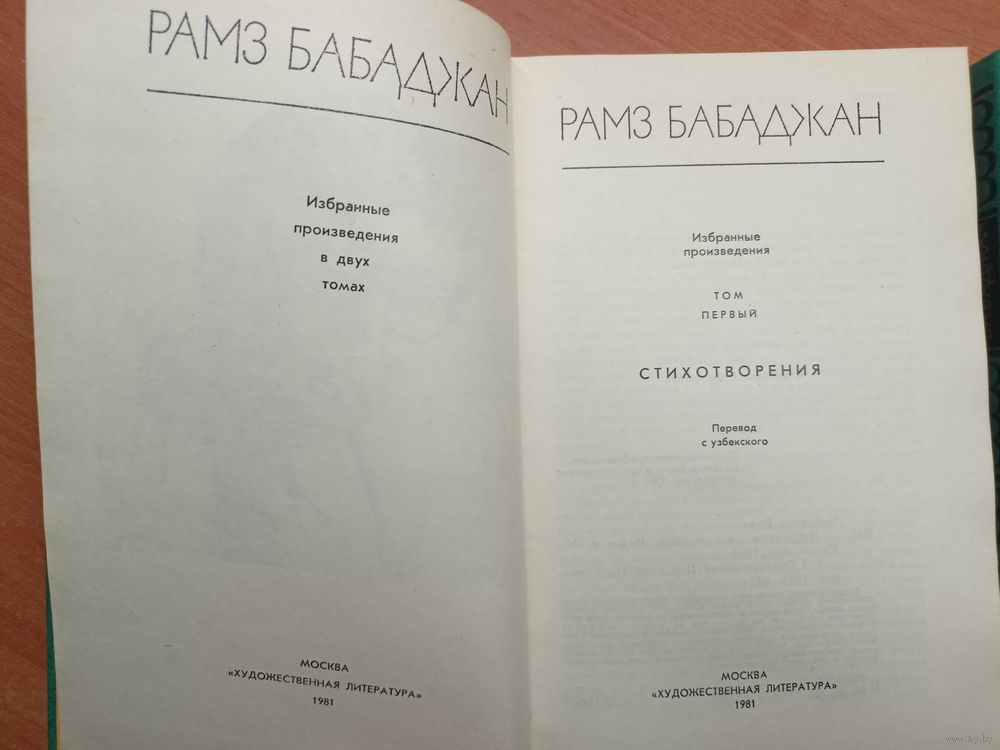 РАМЗ БАБАДЖАН
Избранные
произведения
в двух
томах
МОСКВА
«ХУДОЖЕСТВЕННАЯ ЛИТЕРАТУРА»
1981
РАМЗ БАБАДЖАН
Избранные
произведения
ТОМ
ПЕРВЫЙ
СТИХОТВОРЕНИЯ
Перевод
с узбекского
МОСКВА
«ХУДОЖЕСТВЕННАЯ ЛИТЕРАТУРА»
1981
www.ay.by